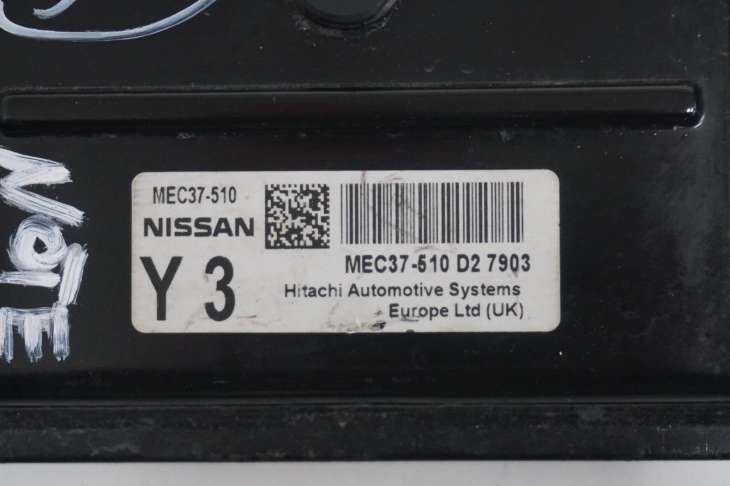 MEC37-510
NISSAN
Y 3
MEC37-510 D2 7903
Hitachi Automotive Systems
Europe Ltd (UK)